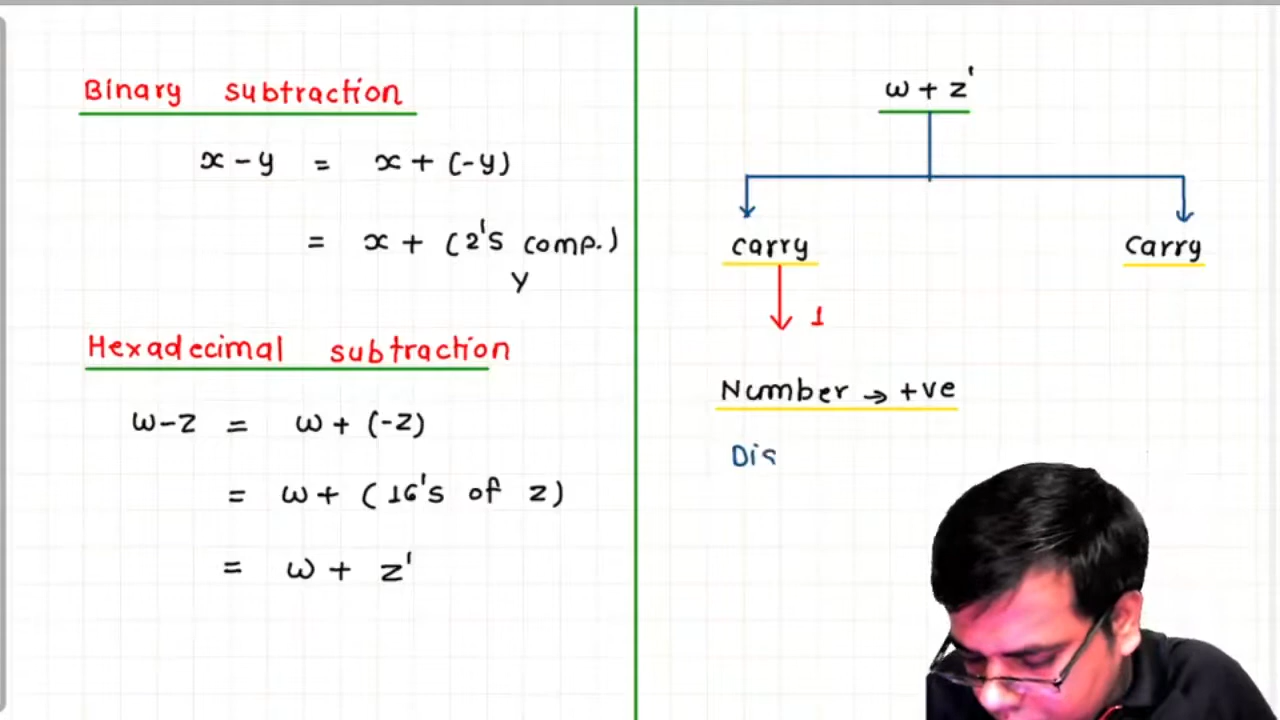 Binary subtraction
x - y = x + (-y)
= x + (2's comp.)
y
Hexadecimal subtraction
w - z = w + (-z)
= w + (16's of z)
= w + z'
w + z'
carry
carry
1
Number → +ve
Dis